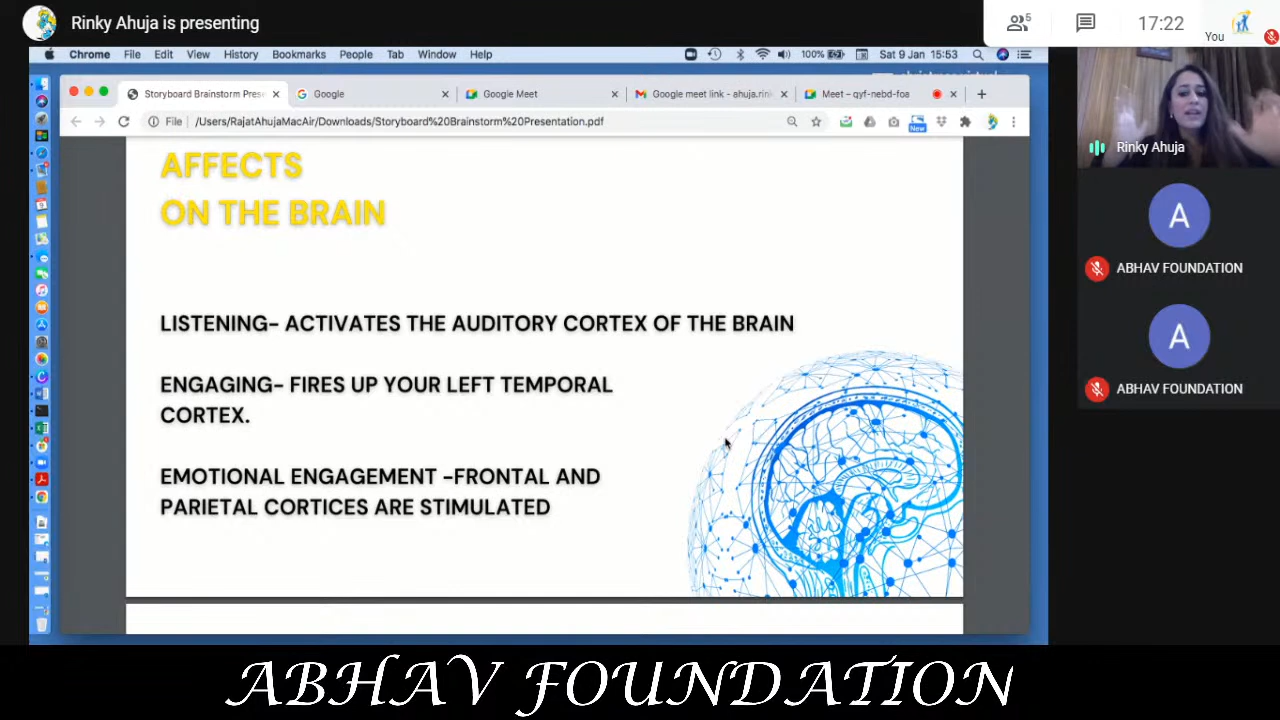 Rinky Ahuja is presenting
5
17:22
You
Chrome File Edit View History Bookmarks People Tab Window Help
100%
Sat 9 Jan 15:53
Storyboard Brainstorm Pres
Google
Google Meet
Google meet link - ahuja.rin
Meet - qyf-nebd-foa
File /Users/RajatAhujaMacAir/Downloads/Storyboard%20Brainstorm%20Presentation.pdf
New
AFFECTS
ON THE BRAIN
LISTENING- ACTIVATES THE AUDITORY CORTEX OF THE BRAIN
ENGAGING- FIRES UP YOUR LEFT TEMPORAL
CORTEX.
EMOTIONAL ENGAGEMENT -FRONTAL AND
PARIETAL CORTICES ARE STIMULATED
Rinky Ahuja
A
ABHAV FOUNDATION
A
ABHAV FOUNDATION
ABHAV FOUNDATION